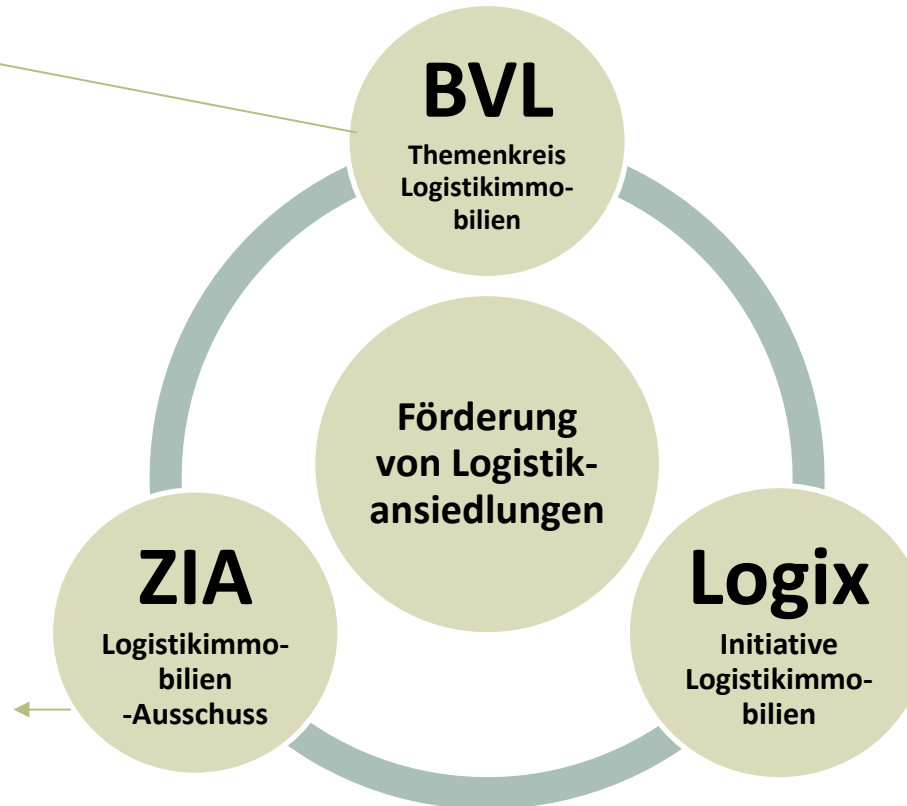 BVL
Themenkreis
Logistikimmo-
bilien
Förderung
von Logistik-
ansiedlungen
ZIA
Logistikimmo-
bilien
-Ausschuss
Logix
Initiative
Logistikimmo-
bilien